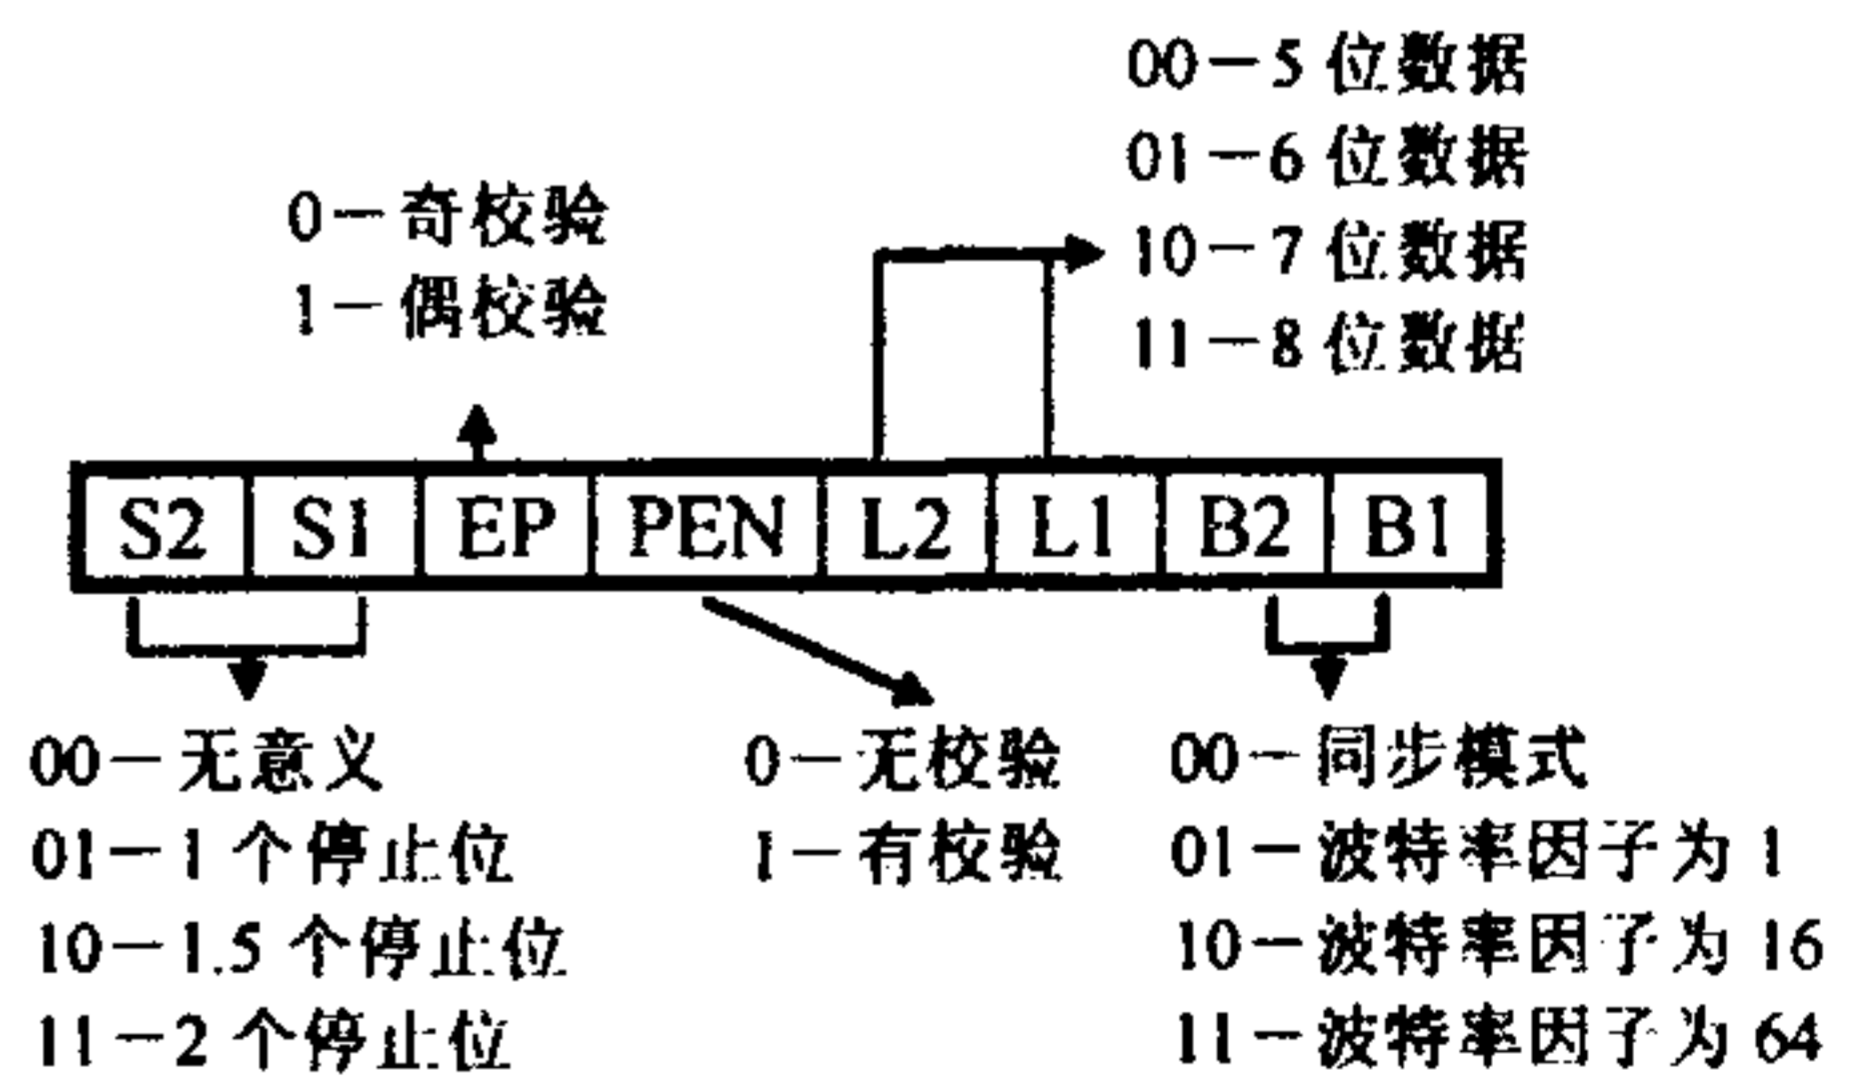 00－5 位数据
01－6 位数据
10－7 位数据
11－8 位数据
0－奇校验
1－偶校验
S2 S1 EP PEN L2 L1 B2 B1
00－无意义
01－1 个停止位
10－1.5 个停止位
11－2 个停止位
0－无校验
1－有校验
00－同步模式
01－波特率因子为 1
10－波特率因子为 16
11－波特率因子为 64